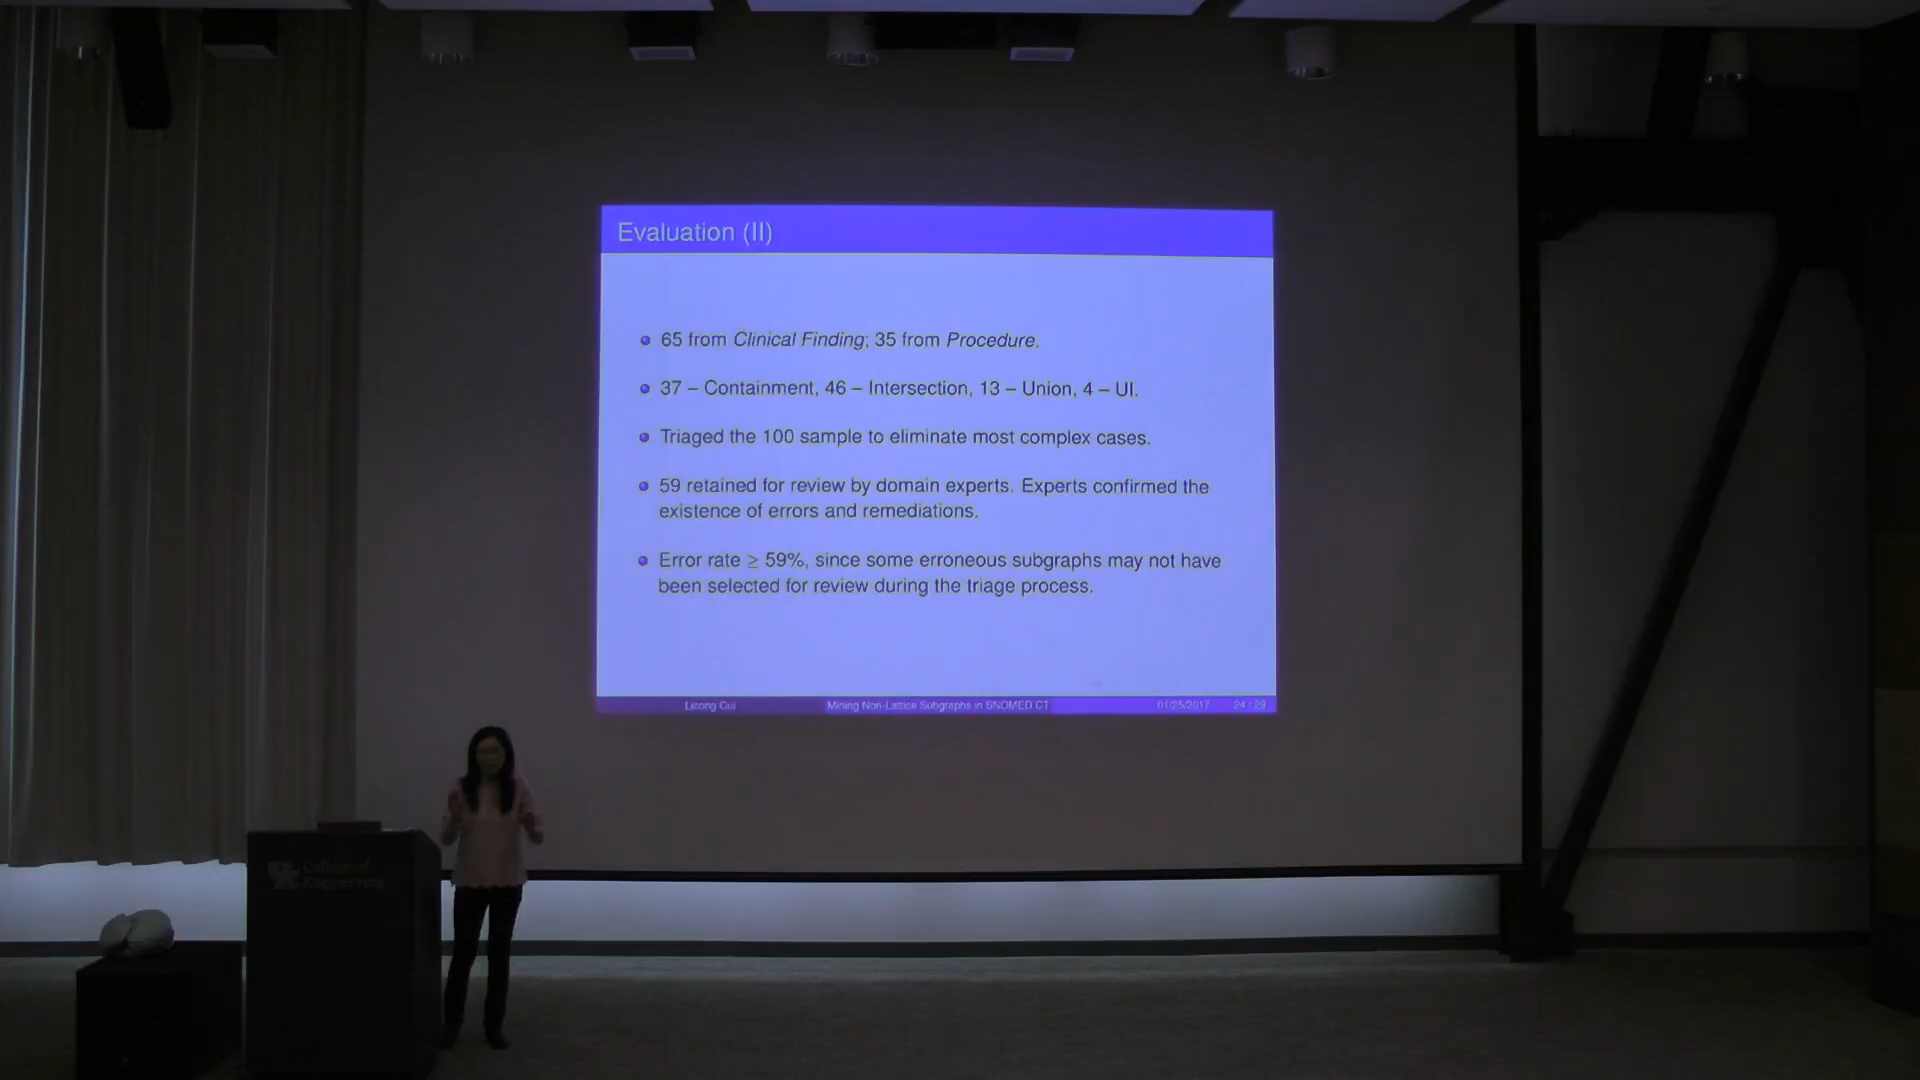 Evaluation (II)
65 from Clinical Finding; 35 from Procedure.
37 – Containment, 46 – Intersection, 13 – Union, 4 – UI.
Triaged the 100 sample to eliminate most complex cases.
59 retained for review by domain experts. Experts confirmed the
existence of errors and remediations.
Error rate ≥ 59%, since some erroneous subgraphs may not have
been selected for review during the triage process.
Licong Cui Mining Non-Lattice Subgraphs in SNOMED CT 01/25/2017 24 / 29
College of
Engineering